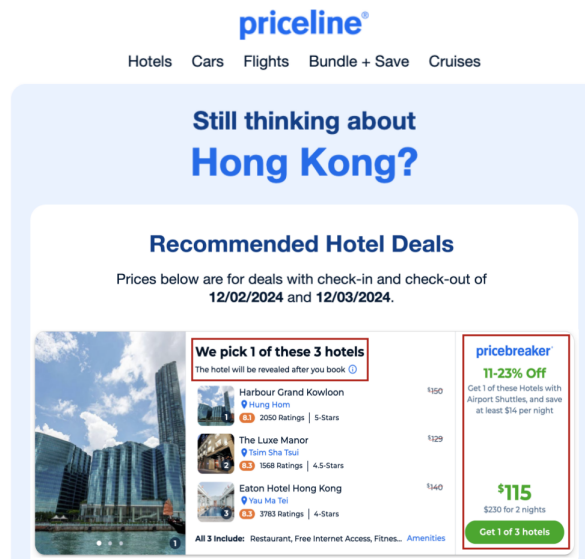 priceline®
Hotels Cars Flights Bundle + Save Cruises
Still thinking about
Hong Kong?
Recommended Hotel Deals
Prices below are for deals with check-in and check-out of
12/02/2024 and 12/03/2024.
We pick 1 of these 3 hotels
The hotel will be revealed after you book
1
Harbour Grand Kowloon
$150
Hung Hom
8.1 2050 Ratings | 5-Stars
2
The Luxe Manor
$129
Tsim Sha Tsui
8.3 1568 Ratings | 4.5-Stars
3
Eaton Hotel Hong Kong
$140
Yau Ma Tei
8.3 3783 Ratings | 4-Stars
All 3 Include: Restaurant, Free Internet Access, Fitnes... Amenities
1
pricebreaker
11-23% Off
Get 1 of these Hotels with
Airport Shuttles, and save
at least $14 per night
$115
$230 for 2 nights
Get 1 of 3 hotels